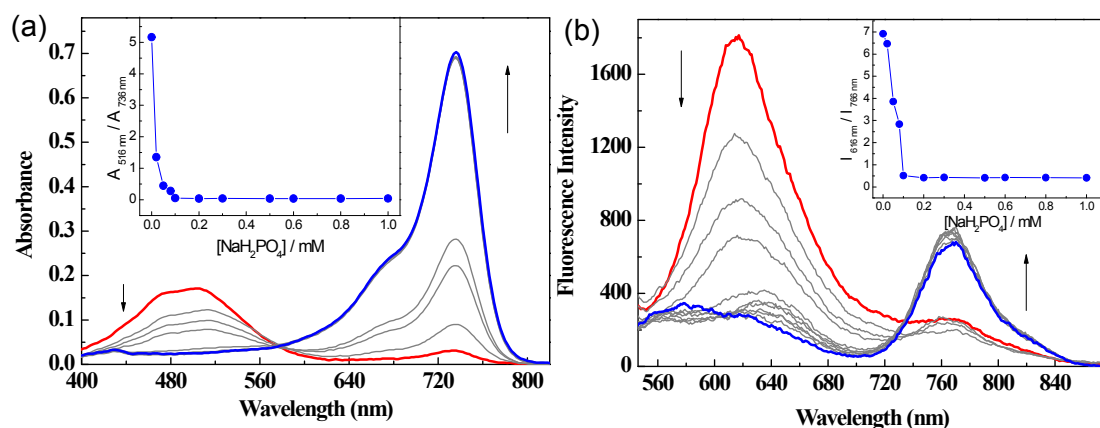 (a)
Absorbance
0.7
0.6
0.5
0.4
0.3
0.2
0.1
0.0
400 480 560 640 720 800
Wavelength (nm)
A 516 nm / A 736 nm
5
4
3
2
1
0
0.0 0.2 0.4 0.6 0.8 1.0
[NaH₂PO₄] / mM
(b)
Fluorescence Intensity
1600
1200
800
400
0
560 600 640 680 720 760 800 840
Wavelength (nm)
I 616 nm / I 766 nm
7
6
5
4
3
2
1
0
0.0 0.2 0.4 0.6 0.8 1.0
[NaH₂PO₄] / mM